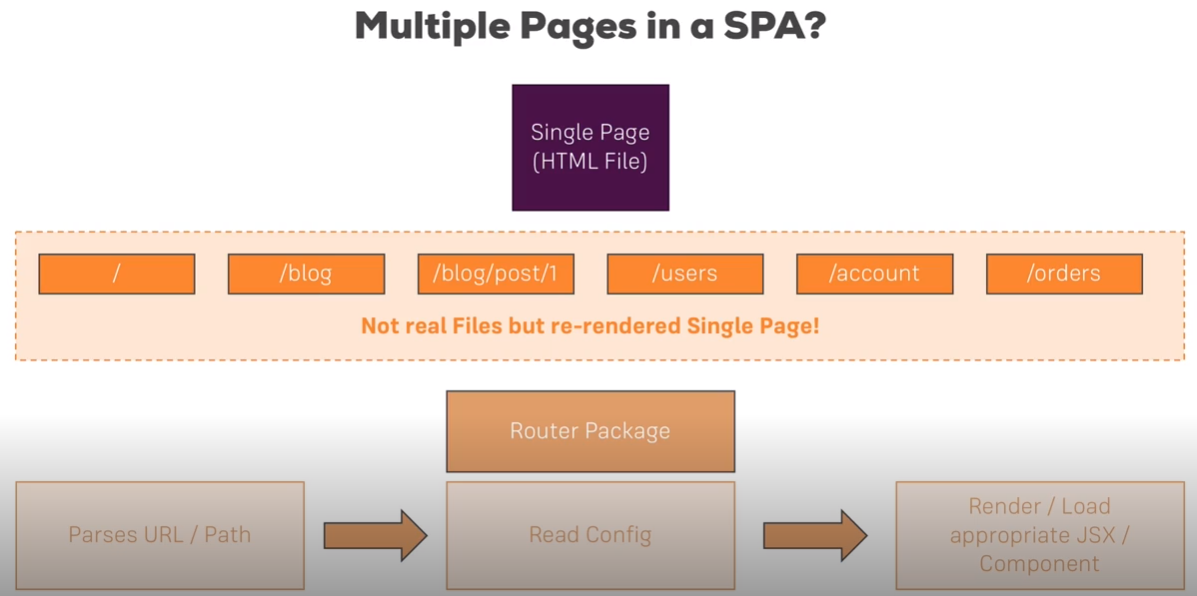 Multiple Pages in a SPA?
Single Page
(HTML File)
/
/blog
/blog/post/1
/users
/account
/orders
Not real Files but re-rendered Single Page!
Router Package
Parses URL / Path
Read Config
Render / Load
appropriate JSX /
Component